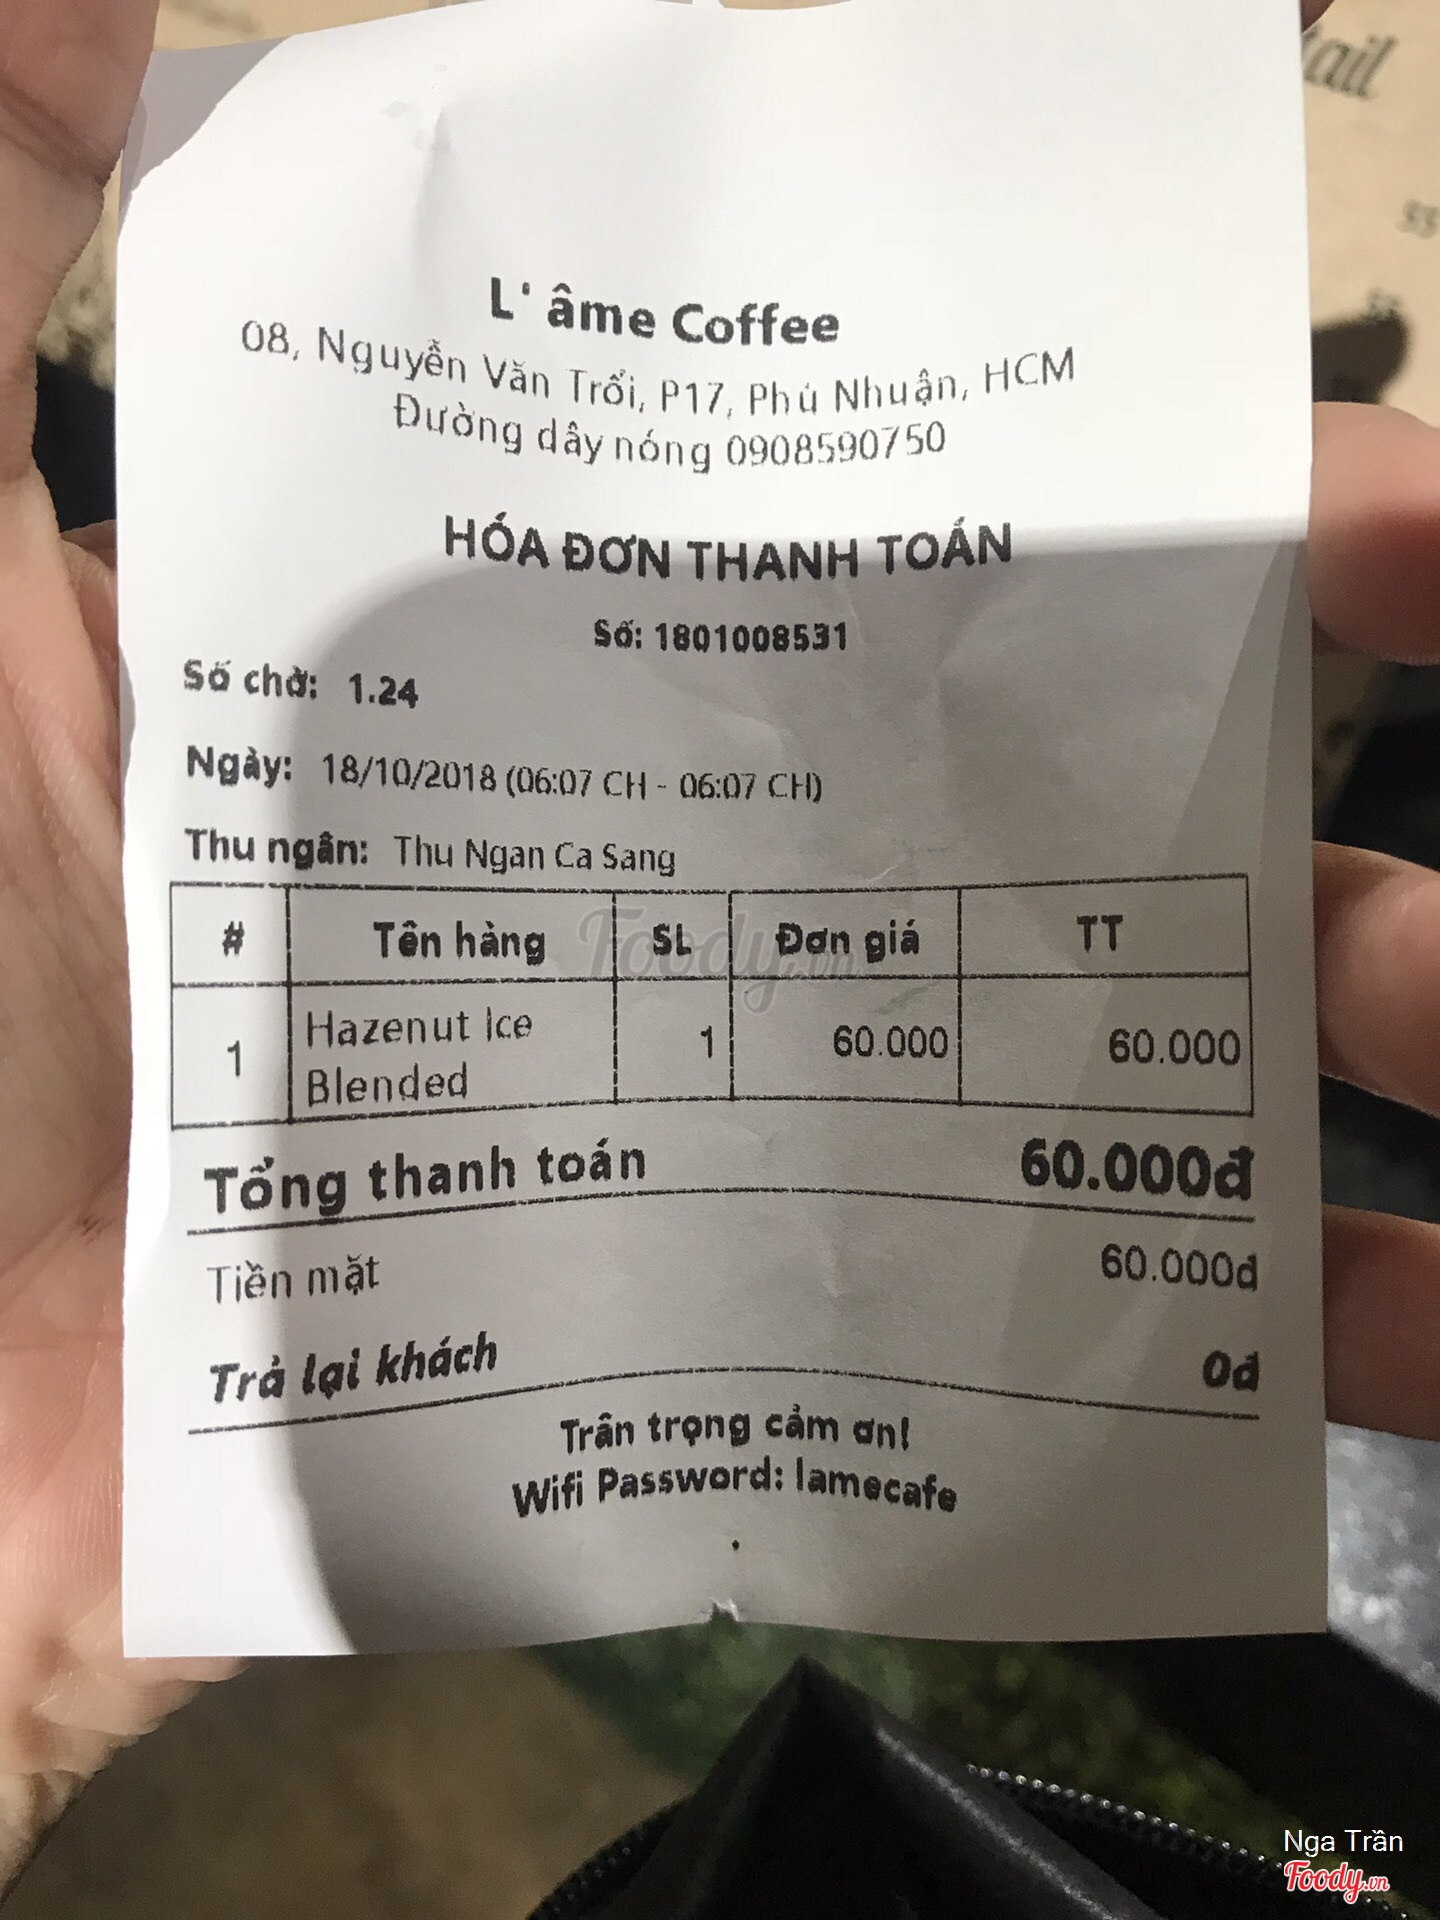 L' âme Coffee
08, Nguyễn Văn Trổi, P17, Phú Nhuận, HCM
Đường dây nóng 0908590750
HÓA ĐƠN THANH TOÁN
Số: 1801008531
Số chờ: 1.24
Ngày: 18/10/2018 (06:07 CH - 06:07 CH)
Thu ngân: Thu Ngan Ca Sang
# Tên hàng SL Đơn giá TT
1 Hazenut Ice Blended 1 60.000 60.000
Tổng thanh toán 60.000đ
Tiền mặt 60.000đ
Trả lại khách 0đ
Trân trọng cảm ơn!
Wifi Password: lamecafe
Foody.vn
Nga Trần
Foody.vn